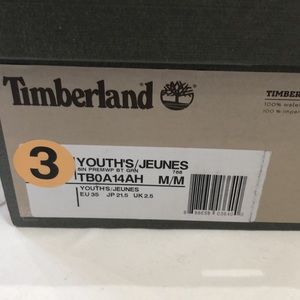 Timberland
TIMBER
100% wate
100% imper
3
YOUTH'S/JEUNES
6IN PREMWP BT GRN 768
TB0A14AH M/M
YOUTH'S/JEUNES
EU 35 JP 21.5 UK 2.5